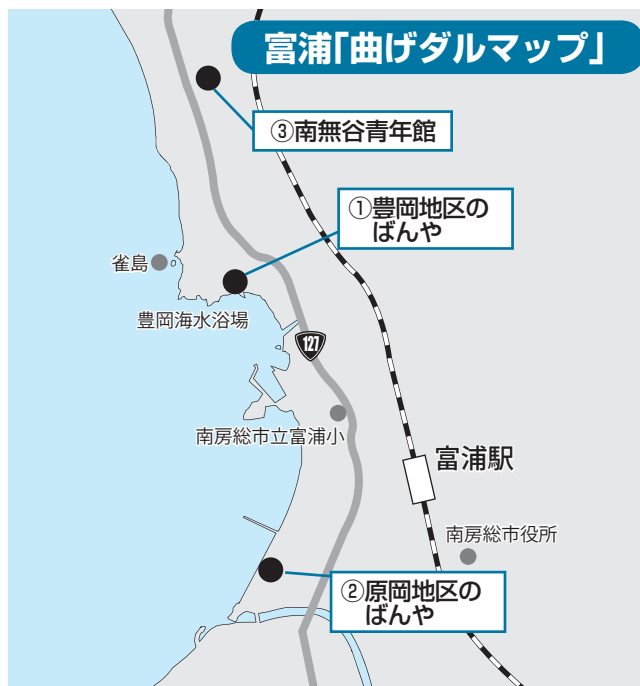 富浦「曲げダルマップ」
③南無谷青年館
①豊岡地区の
ばんや
雀島
豊岡海水浴場
127
南房総市立富浦小
富浦駅
南房総市役所
②原岡地区の
ばんや